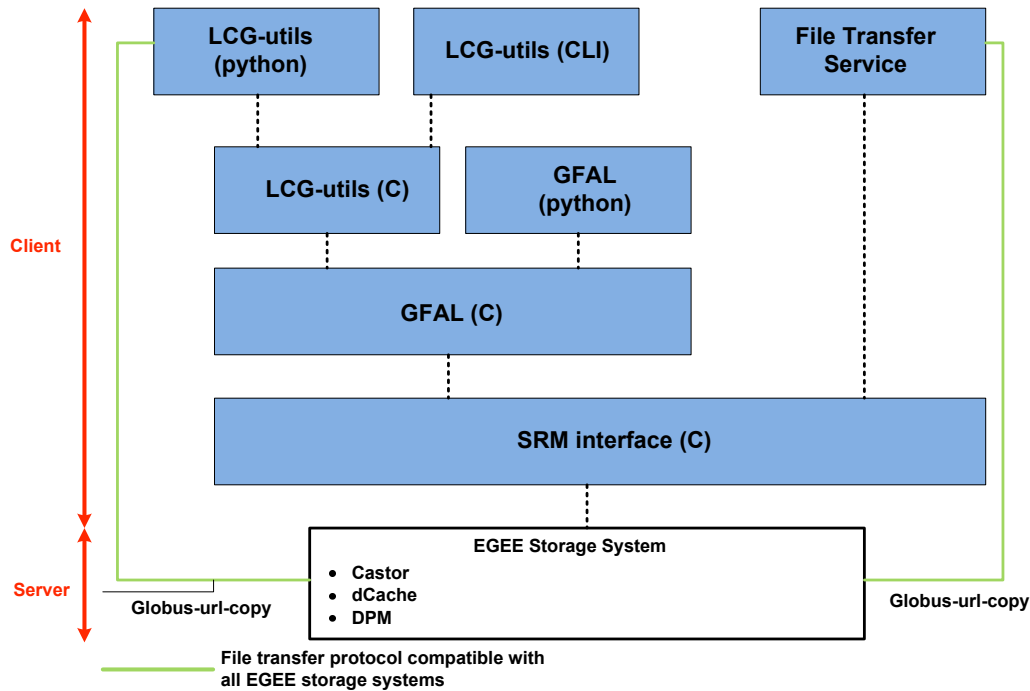 LCG-utils
(python)
LCG-utils (CLI)
File Transfer
Service
LCG-utils (C)
GFAL
(python)
Client
GFAL (C)
SRM interface (C)
EGEE Storage System
• Castor
• dCache
• DPM
Server
Globus-url-copy
Globus-url-copy
File transfer protocol compatible with
all EGEE storage systems